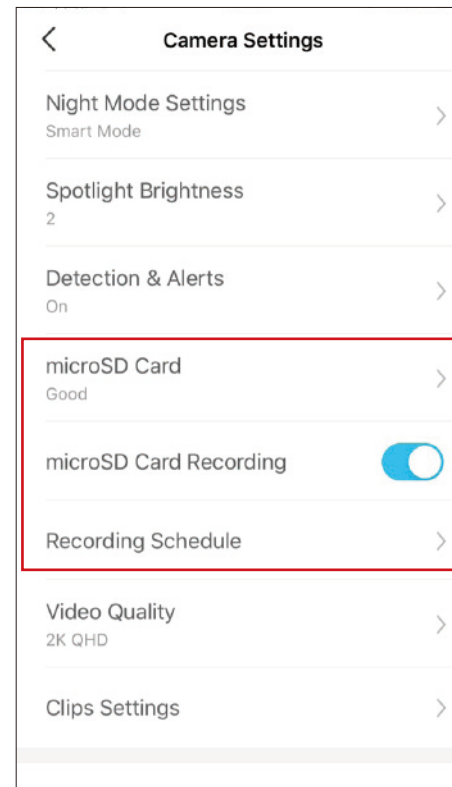 Camera Settings
Night Mode Settings
Smart Mode
Spotlight Brightness
2
Detection & Alerts
On
microSD Card
Good
microSD Card Recording
Recording Schedule
Video Quality
2K QHD
Clips Settings